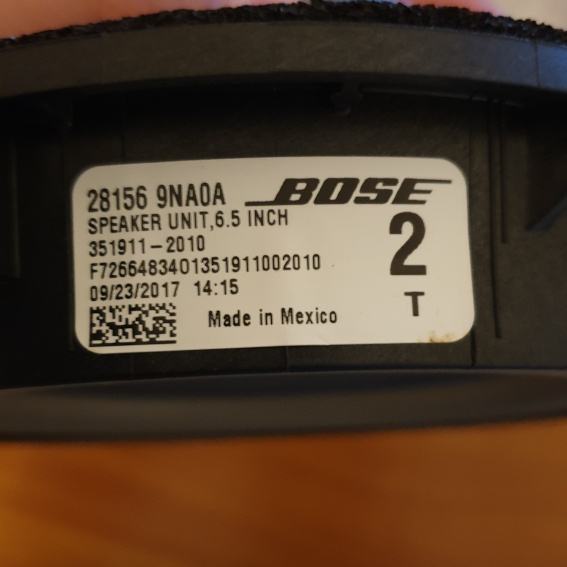 28156 9NA0A BOSE
SPEAKER UNIT,6.5 INCH
351911-2010
F7266483401351911002010
09/23/2017 14:15
2
T
Made in Mexico